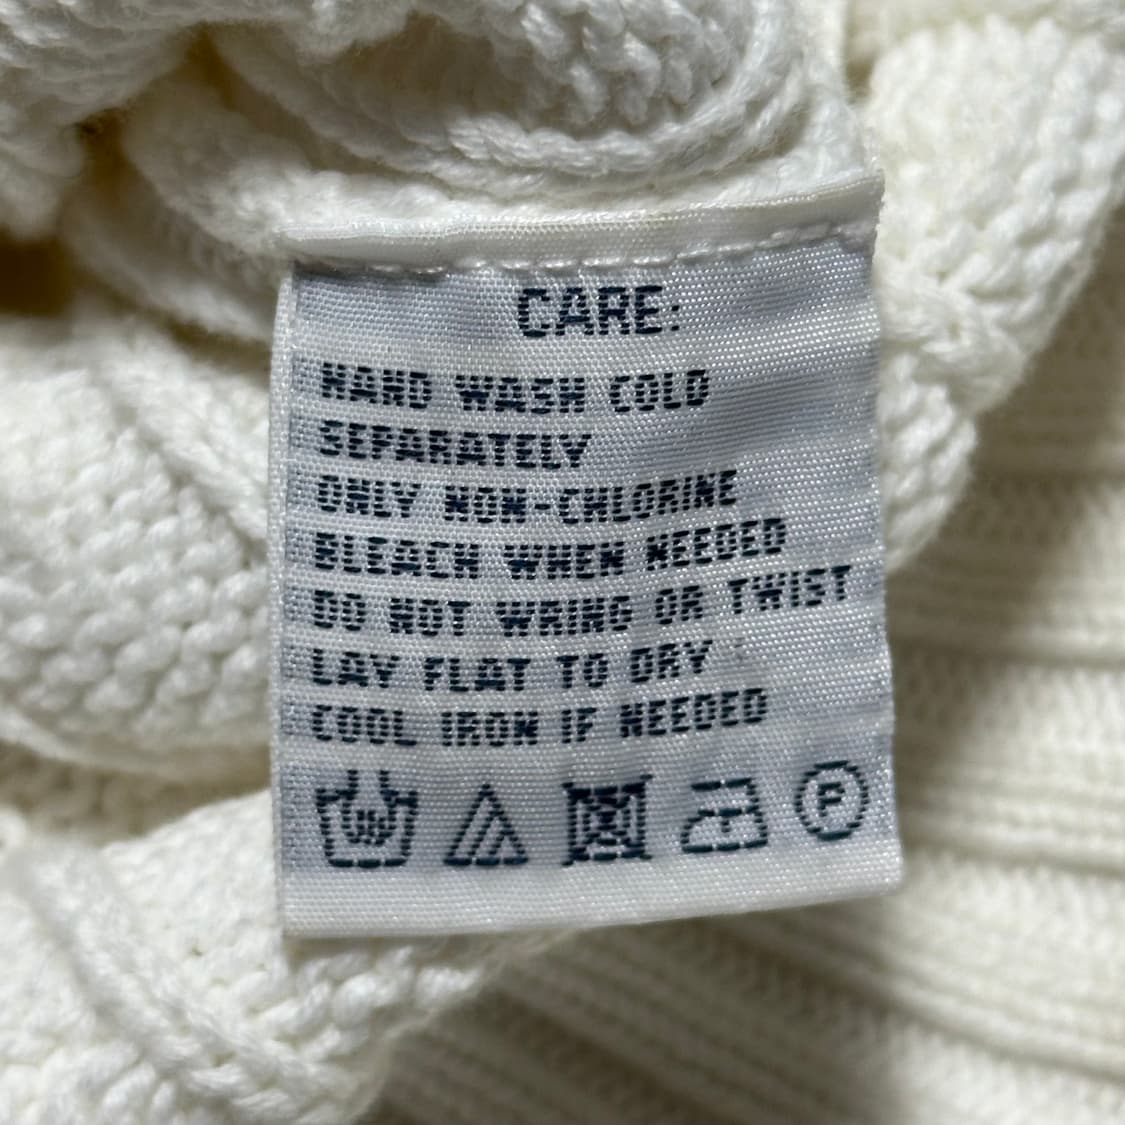 CARE:
HAND WASH COLD
SEPARATELY
ONLY NON-CHLORINE
BLEACH WHEN NEEDED
DO NOT WRING OR TWIST
LAY FLAT TO DRY
COOL IRON IF NEEDED
F